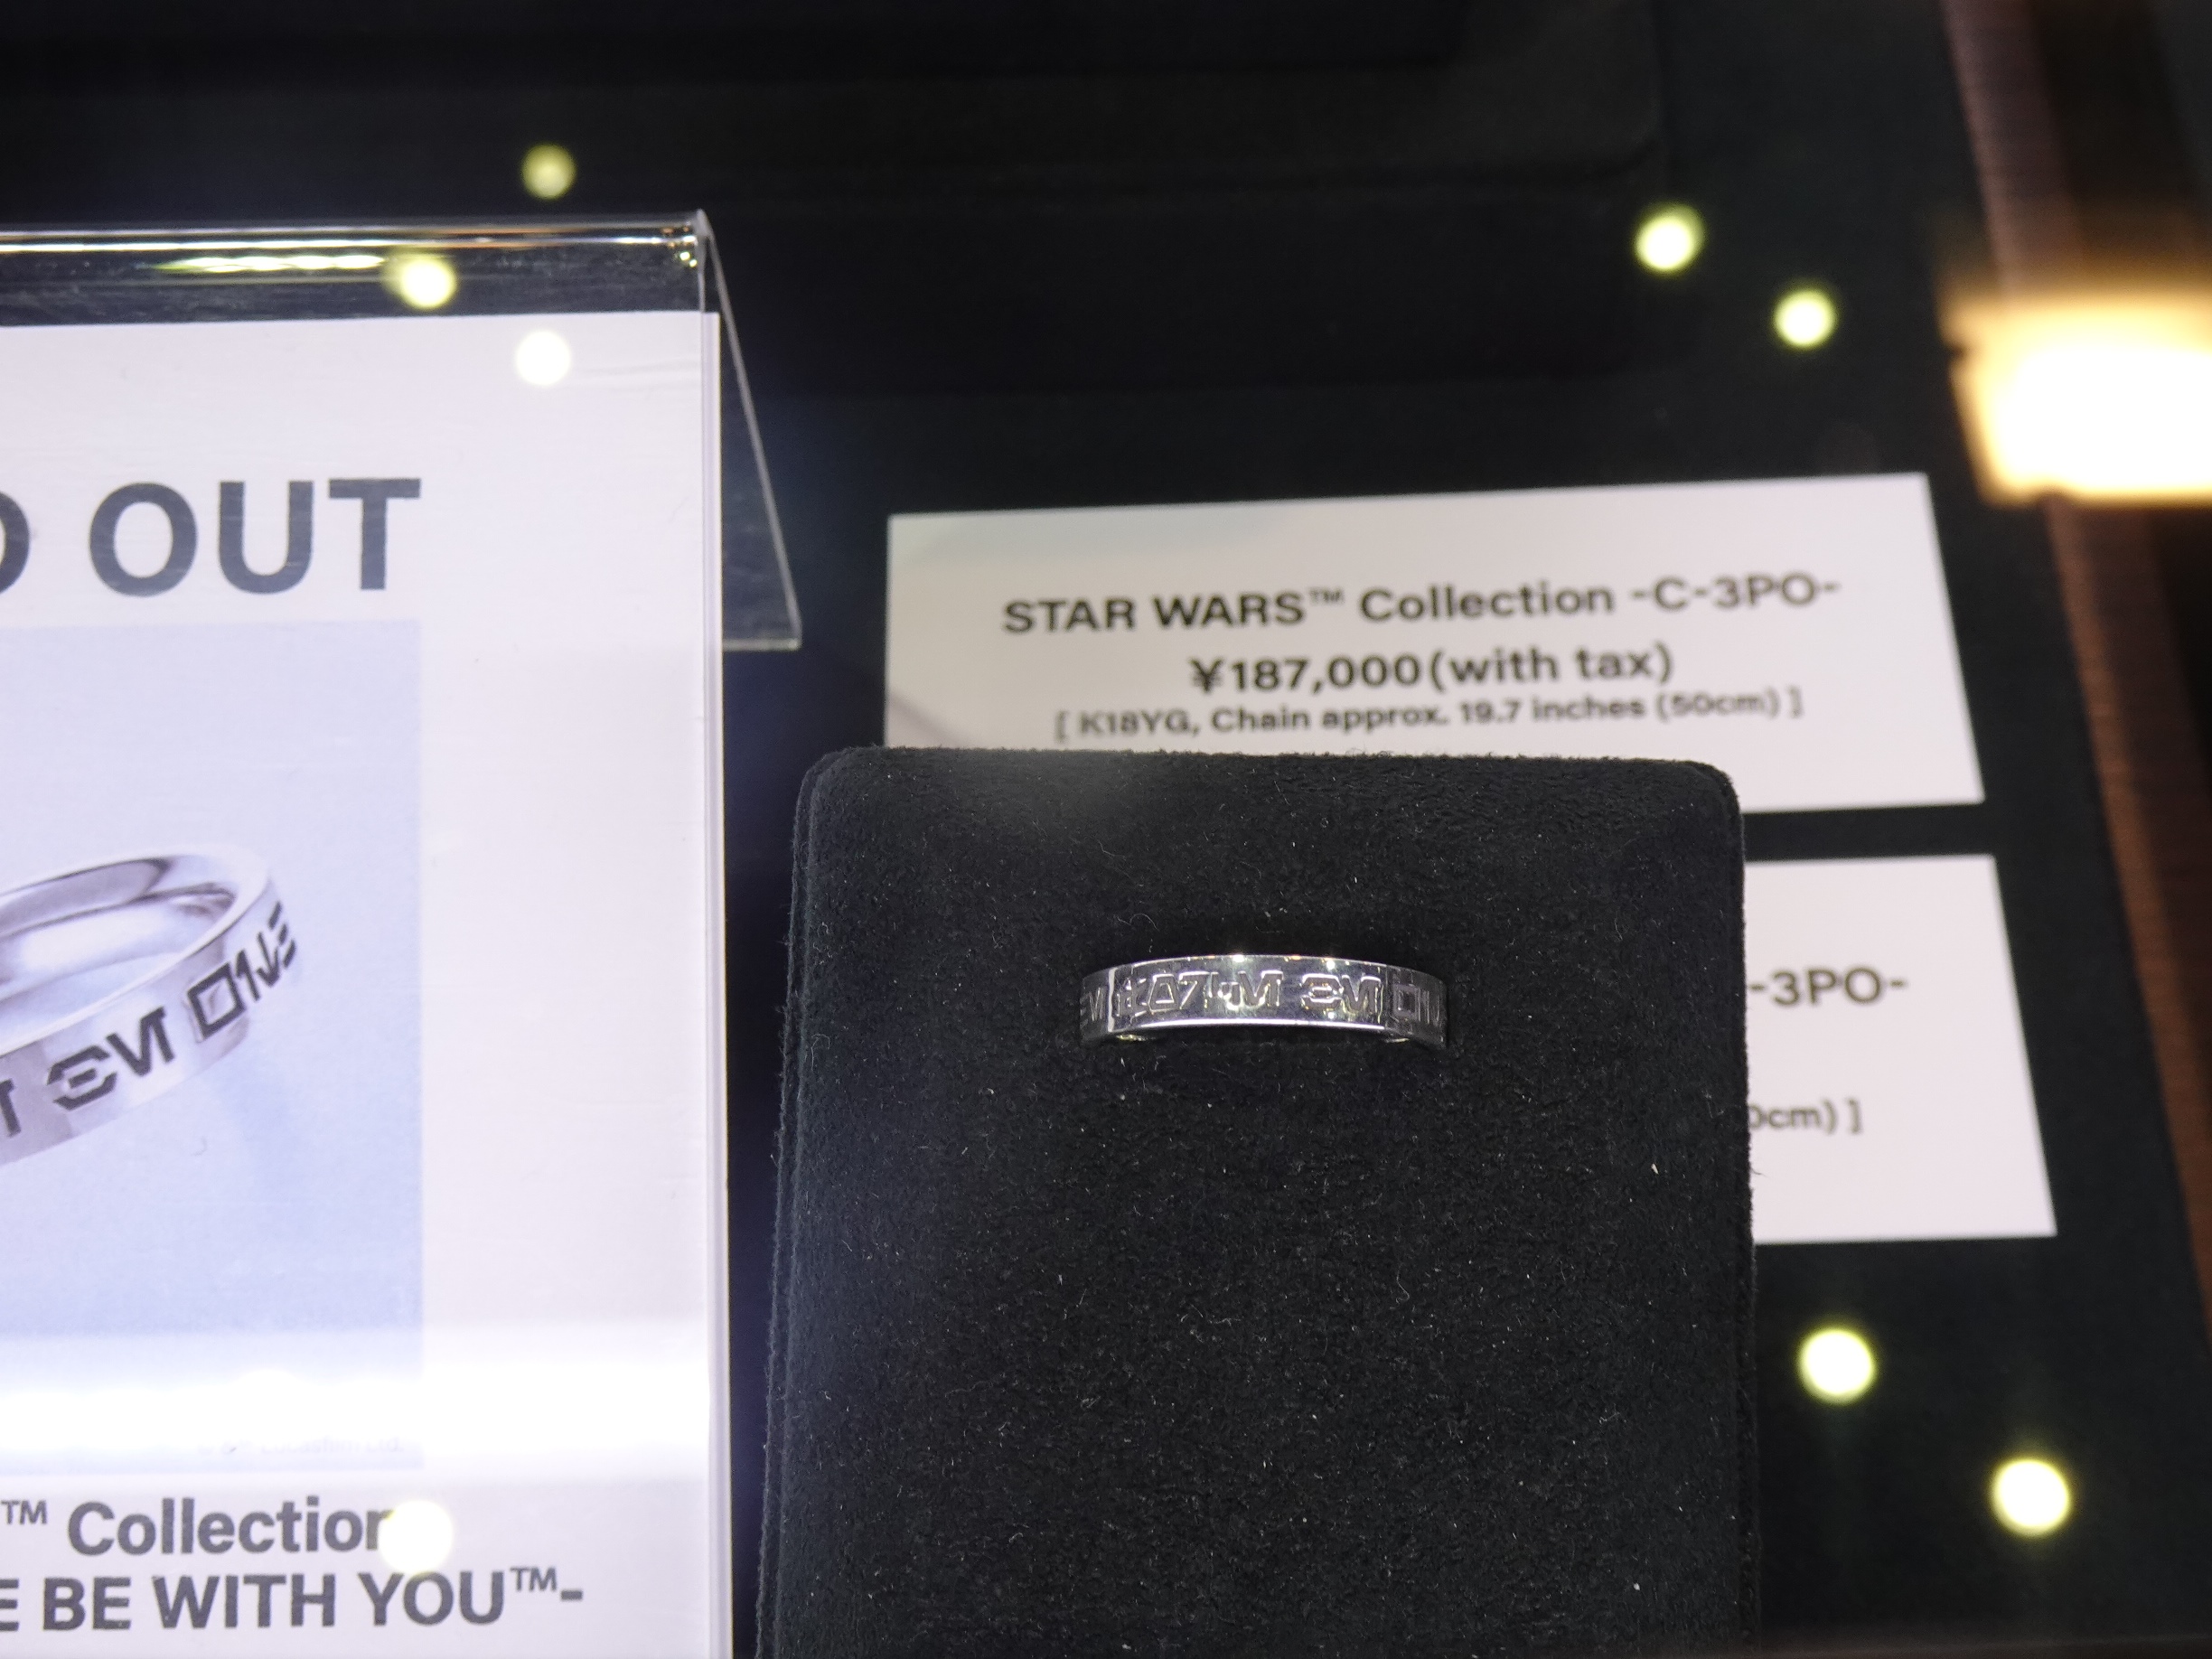 OUT
™ Collection
BE WITH YOU™-
STAR WARS™ Collection -C-3PO-
¥187,000(with tax)
[ K18YG, Chain approx. 19.7 inches (50cm) ]
-3PO-
0cm) ]